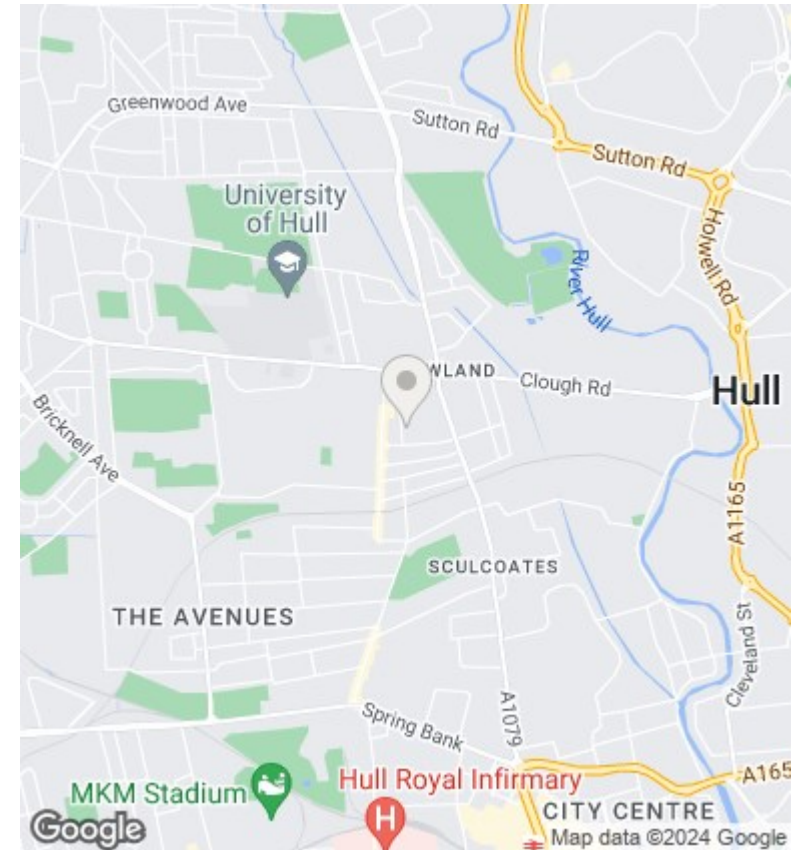 Greenwood Ave
Sutton Rd
Sutton Rd
University
of Hull
Holwell Rd
River Hull
WLAND
Clough Rd
Hull
Bricknell Ave
A1165
SCULCOATES
THE AVENUES
Cleveland St
A1079
Spring Bank
A165
MKM Stadium
Hull Royal Infirmary
H
CITY CENTRE
Google
Map data ©2024 Google